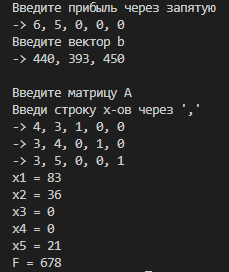 Введите прибыль через запятую
-> 6, 5, 0, 0, 0
Введите вектор b
-> 440, 393, 450
Введите матрицу А
Введи строку х-ов через ','
-> 4, 3, 1, 0, 0
-> 3, 4, 0, 1, 0
-> 3, 5, 0, 0, 1
x1 = 83
x2 = 36
x3 = 0
x4 = 0
x5 = 21
F = 678